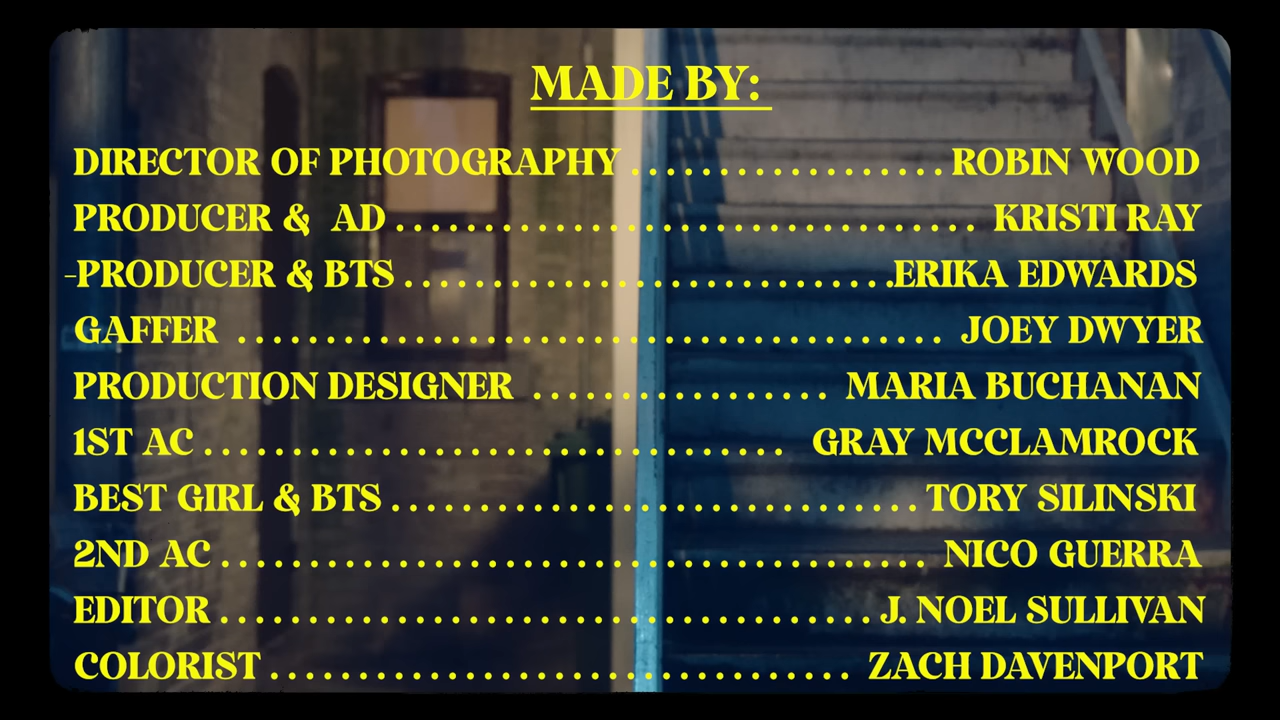 MADE BY:
DIRECTOR OF PHOTOGRAPHY . . . . . . . . . . . . . . . . . . ROBIN WOOD
PRODUCER &  AD . . . . . . . . . . . . . . . . . . . . . . . . . . . . . . . . . KRISTI RAY
-PRODUCER & BTS . . . . . . . . . . . . . . . . . . . . . . . . . . . .ERIKA EDWARDS
GAFFER . . . . . . . . . . . . . . . . . . . . . . . . . . . . . . . . . . . . . . . . JOEY DWYER
PRODUCTION DESIGNER . . . . . . . . . . . . . . . . . MARIA BUCHANAN
1ST AC . . . . . . . . . . . . . . . . . . . . . . . . . . . . . . . . . GRAY MCCLAMROCK
BEST GIRL & BTS . . . . . . . . . . . . . . . . . . . . . . . . . . . . . . TORY SILINSKI
2ND AC . . . . . . . . . . . . . . . . . . . . . . . . . . . . . . . . . . . . . . . . NICO GUERRA
EDITOR . . . . . . . . . . . . . . . . . . . . . . . . . . . . . . . . . . . . . J. NOEL SULLIVAN
COLORIST . . . . . . . . . . . . . . . . . . . . . . . . . . . . . . . . . ZACH DAVENPORT